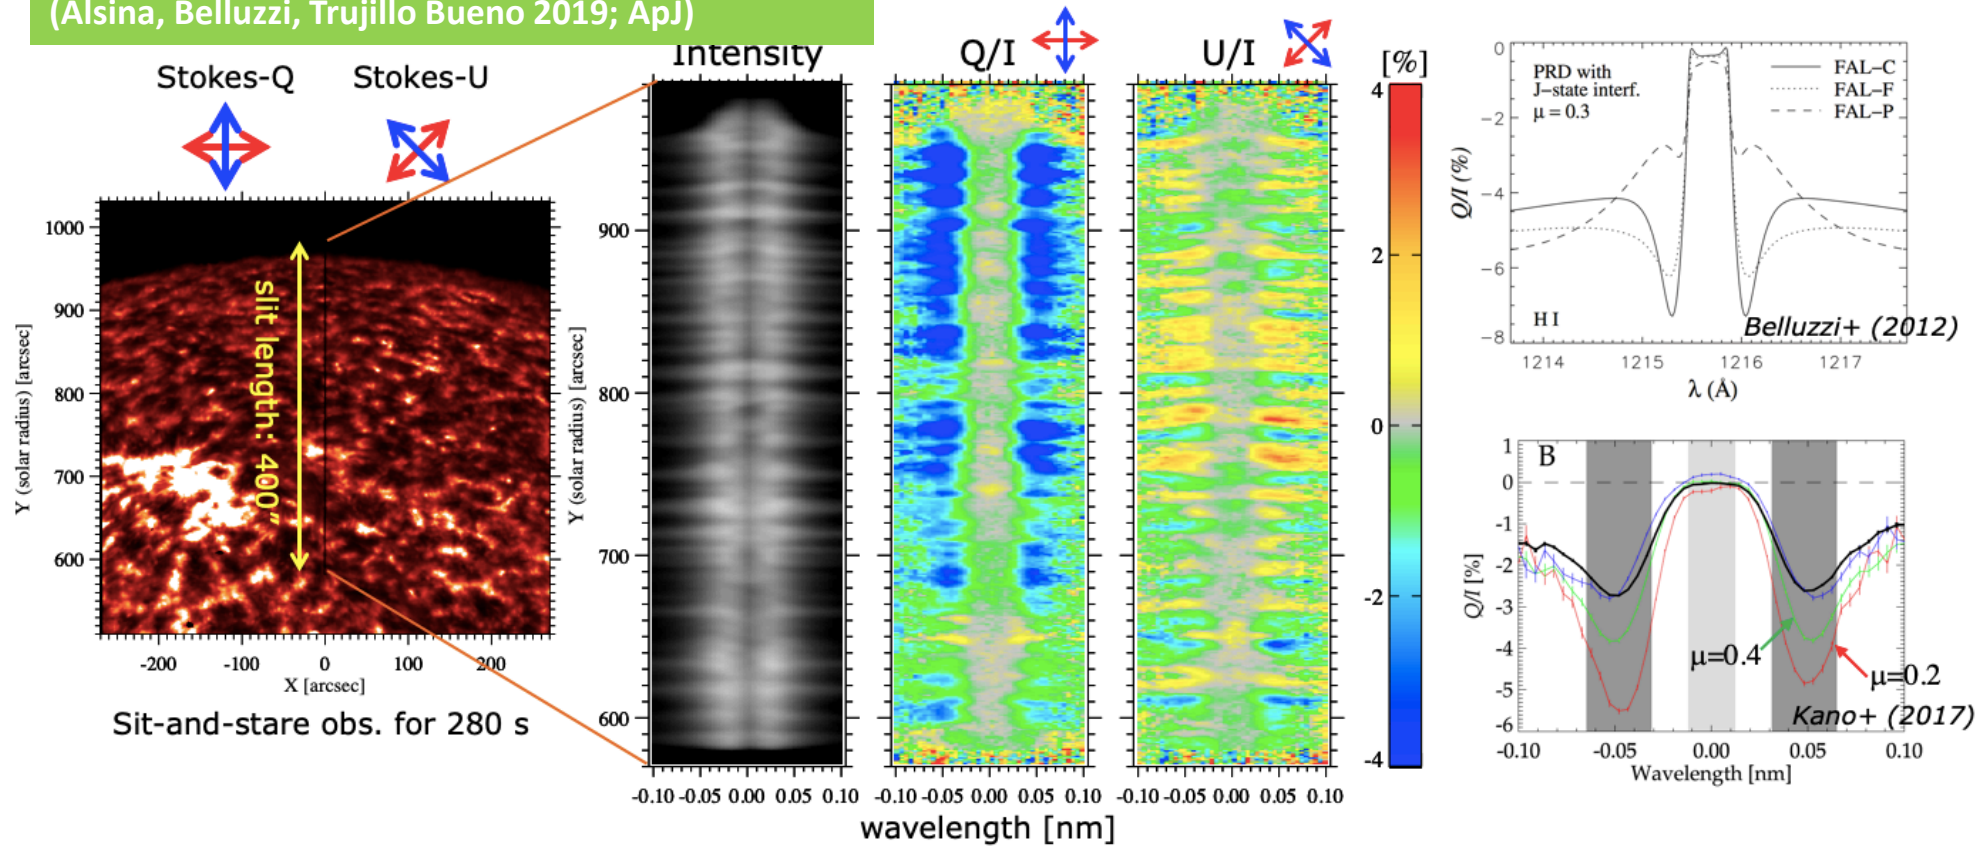 (Alsina, Belluzzi, Trujillo Bueno 2019; ApJ)
Stokes-Q
Stokes-U
Y (solar radius) [arcsec]
1000
900
800
700
600
slit length: 400”
-200
-100
0
100
200
X [arcsec]
Sit-and-stare obs. for 280 s
Intensity
Q/I
U/I
[%]
Y (solar radius) [arcsec]
900
800
700
600
-0.10 -0.05 0.00 0.05 0.10
-0.10 -0.05 0.00 0.05 0.10
-0.10 -0.05 0.00 0.05 0.10
wavelength [nm]
4
2
0
-2
-4
PRD with
J-state interf.
μ = 0.3
FAL-C
FAL-F
FAL-P
Q/I (%)
0
-2
-4
-6
-8
H I
Belluzzi+ (2012)
1214
1215
1216
1217
λ (Å)
B
Q/I [%]
1
0
-1
-2
-3
-4
-5
-6
μ=0.4
μ=0.2
Kano+ (2017)
-0.10
-0.05
0.00
0.05
0.10
Wavelength [nm]